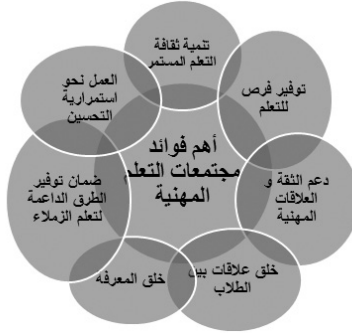 تنمية ثقافة
التعلم المستمر
توفير فرص
للتعلم
دعم الثقة و
العلاقات
المهنية
خلق علاقات بين
الطلاب
خلق المعرفه
ضمان توفير
الطرق الداعمة
لتعلم الزملاء
العمل نحو
استمرارية
التحسين
أهم فوائد
مجتمعات التعلم
المهنية